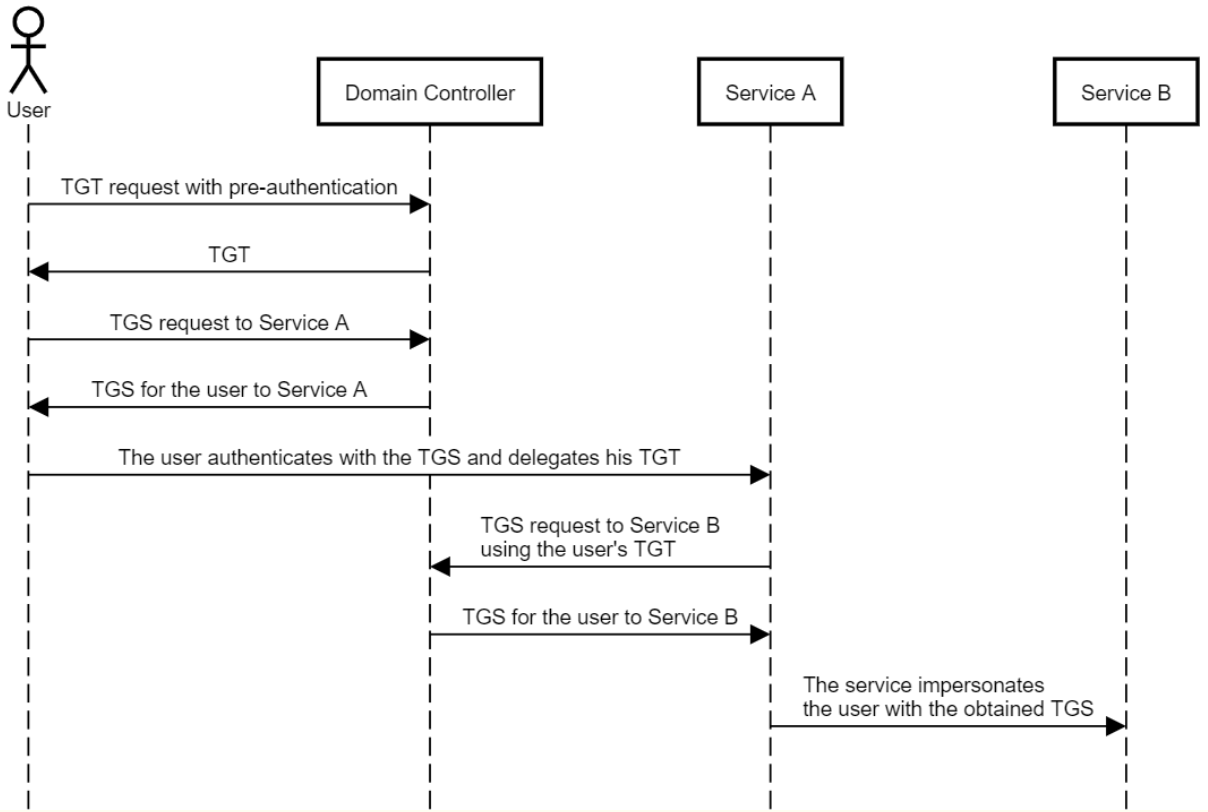 User
Domain Controller
Service A
Service B
TGT request with pre-authentication
TGT
TGS request to Service A
TGS for the user to Service A
The user authenticates with the TGS and delegates his TGT
TGS request to Service B
using the user's TGT
TGS for the user to Service B
The service impersonates
the user with the obtained TGS